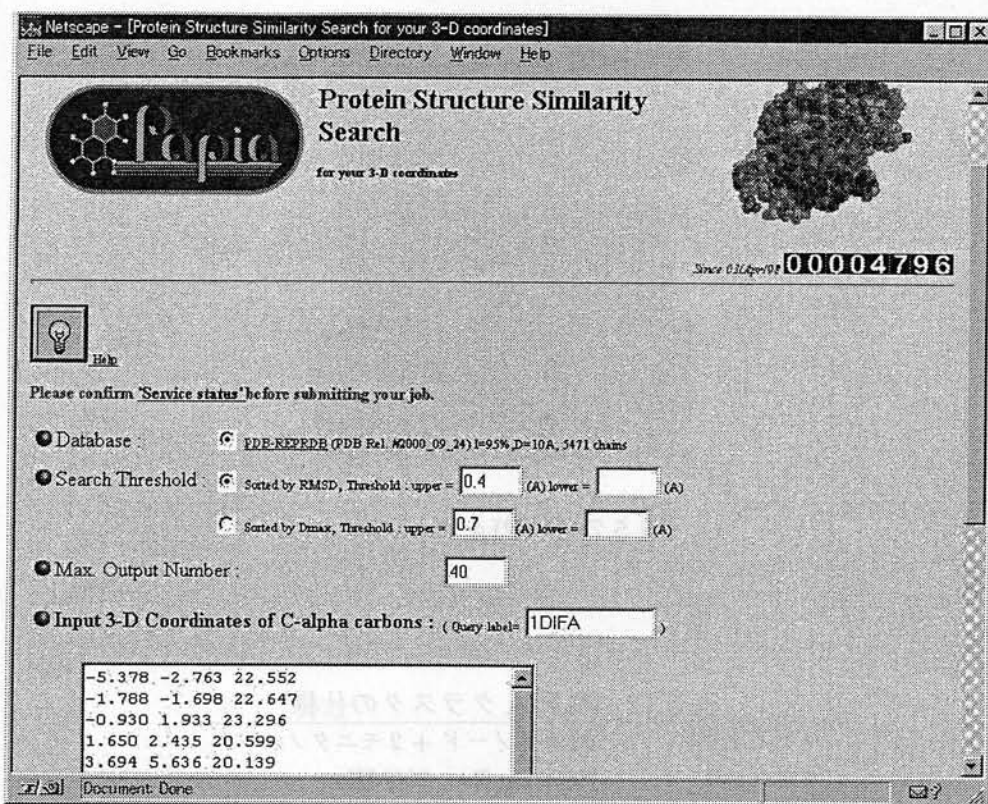 Netscape - [Protein Structure Similarity Search for your 3-D coordinates]
File Edit View Go Bookmarks Options Directory Window Help
Papia
Protein Structure Similarity
Search
for your 3-D coordinates
Since 03/Apr/98 00004796
Help
Please confirm "Service status" before submitting your job.
Database : PDB-REPRDB (PDB Rel. #2000_09_24) I=95%, D=10A, 5471 chains
Search Threshold : Sorted by RMSD, Threshold : upper = 0.4 (A) lower = (A)
Sorted by Dmax, Threshold : upper = 0.7 (A) lower = (A)
Max. Output Number : 40
Input 3-D Coordinates of C-alpha carbons : ( Query label= 1DIFA )
-5.378 -2.763 22.552
-1.788 -1.698 22.647
-0.930 1.933 23.296
1.650 2.435 20.599
3.694 5.636 20.139
Document: Done